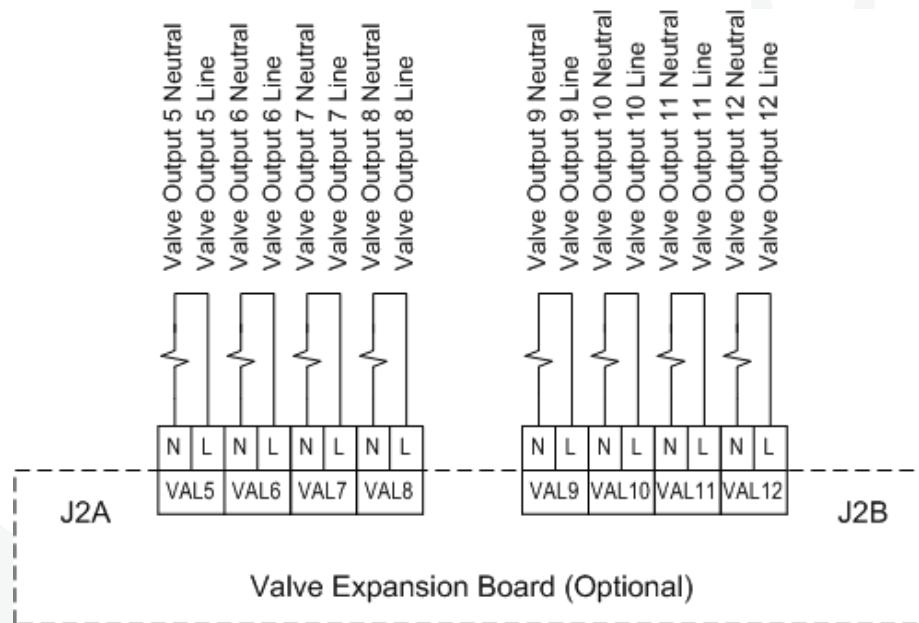 Valve Output 5 Neutral
Valve Output 5 Line
Valve Output 6 Neutral
Valve Output 6 Line
Valve Output 7 Neutral
Valve Output 7 Line
Valve Output 8 Neutral
Valve Output 8 Line
Valve Output 9 Neutral
Valve Output 9 Line
Valve Output 10 Neutral
Valve Output 10 Line
Valve Output 11 Neutral
Valve Output 11 Line
Valve Output 12 Neutral
Valve Output 12 Line
N L N L N L N L N L N L N L N L
VAL5 VAL6 VAL7 VAL8 VAL9 VAL10 VAL11 VAL12
J2A J2B
Valve Expansion Board (Optional)